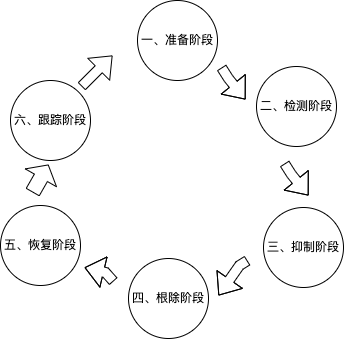 一、准备阶段
二、检测阶段
三、抑制阶段
四、根除阶段
五、恢复阶段
六、跟踪阶段